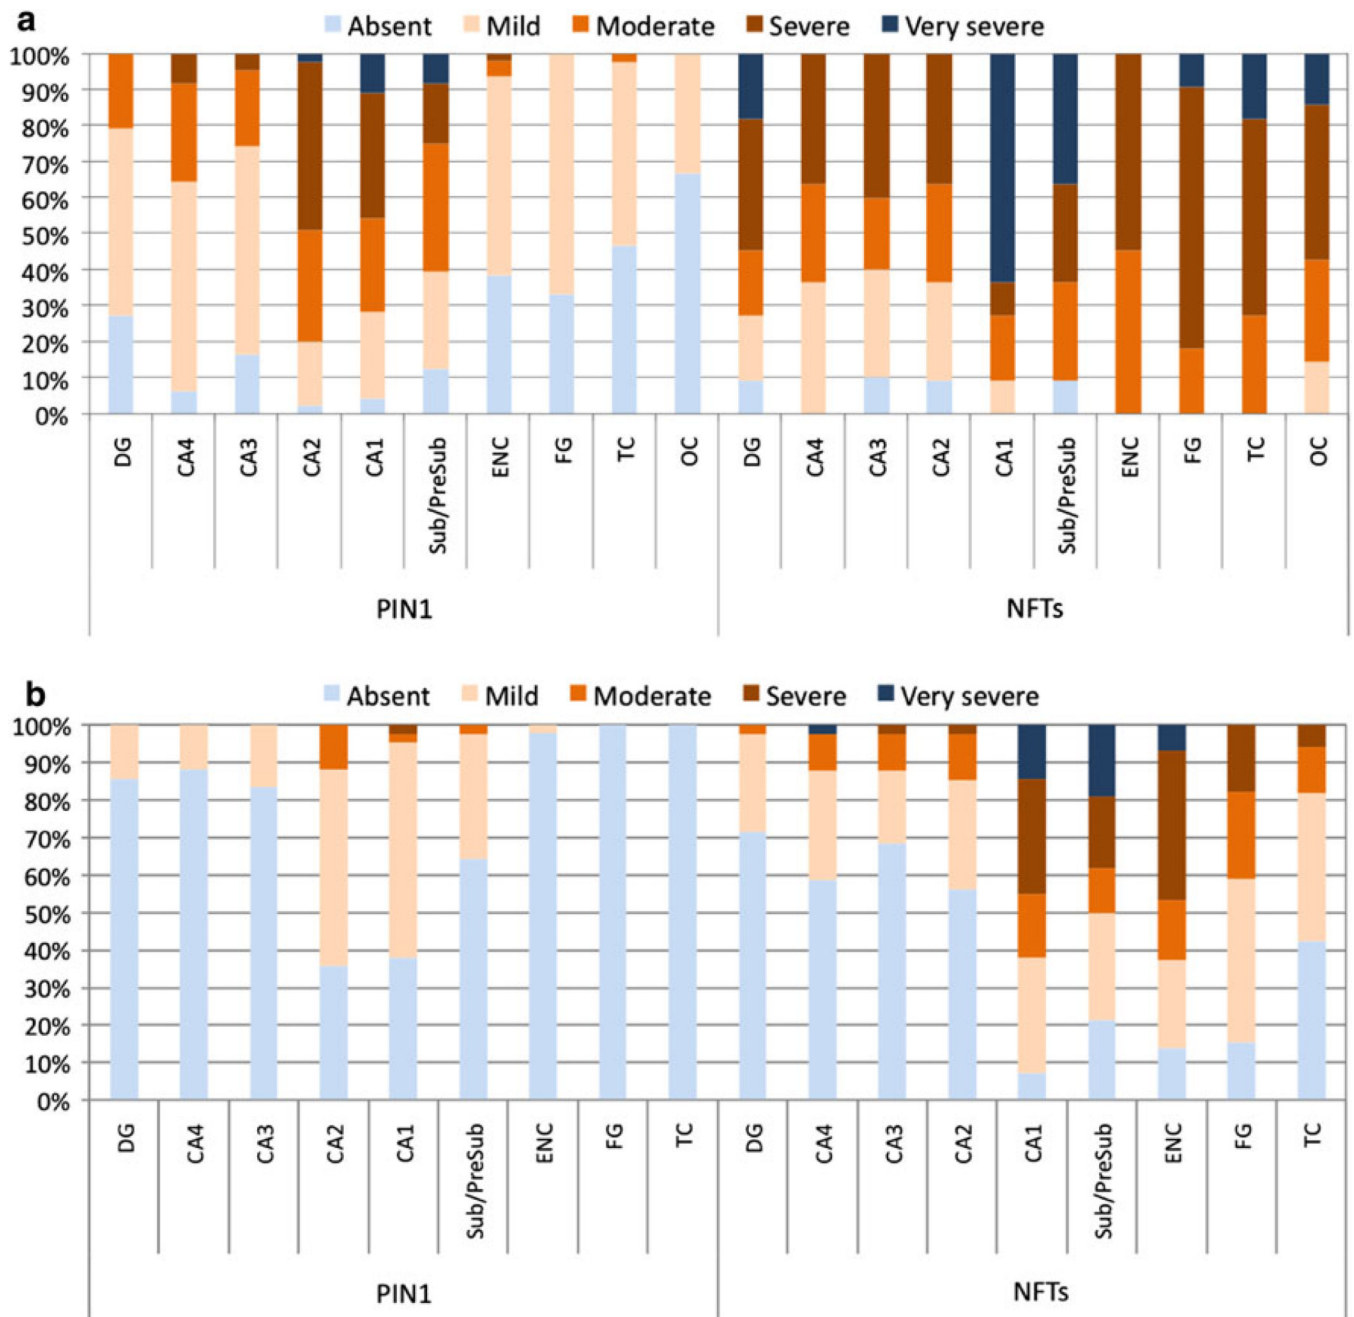 a
Absent Mild Moderate Severe Very severe
100%
90%
80%
70%
60%
50%
40%
30%
20%
10%
0%
DG CA4 CA3 CA2 CA1 Sub/PreSub ENC FG TC OC DG CA4 CA3 CA2 CA1 Sub/PreSub ENC FG TC OC
PIN1 NFTs
b
Absent Mild Moderate Severe Very severe
100%
90%
80%
70%
60%
50%
40%
30%
20%
10%
0%
DG CA4 CA3 CA2 CA1 Sub/PreSub ENC FG TC DG CA4 CA3 CA2 CA1 Sub/PreSub ENC FG TC
PIN1 NFTs